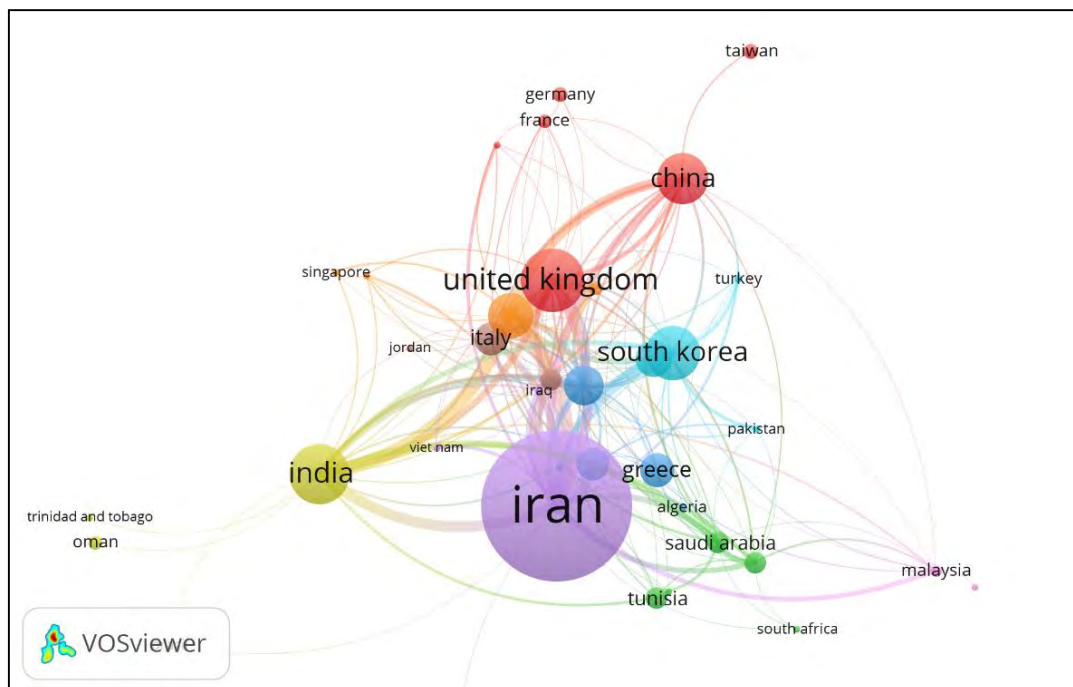 taiwan
germany
france
china
singapore
united kingdom
turkey
italy
jordan
south korea
iraq
pakistan
viet nam
india
greece
iran
algeria
trinidad and tobago
oman
saudi arabia
malaysia
tunisia
south africa
VOSviewer